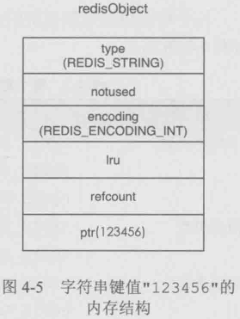 redisObject
type
(REDIS_STRING)
notused
encoding
(REDIS_ENCODING_INT)
lru
refcount
ptr(123456)
图 4-5 字符串键值"123456"的
内存结构